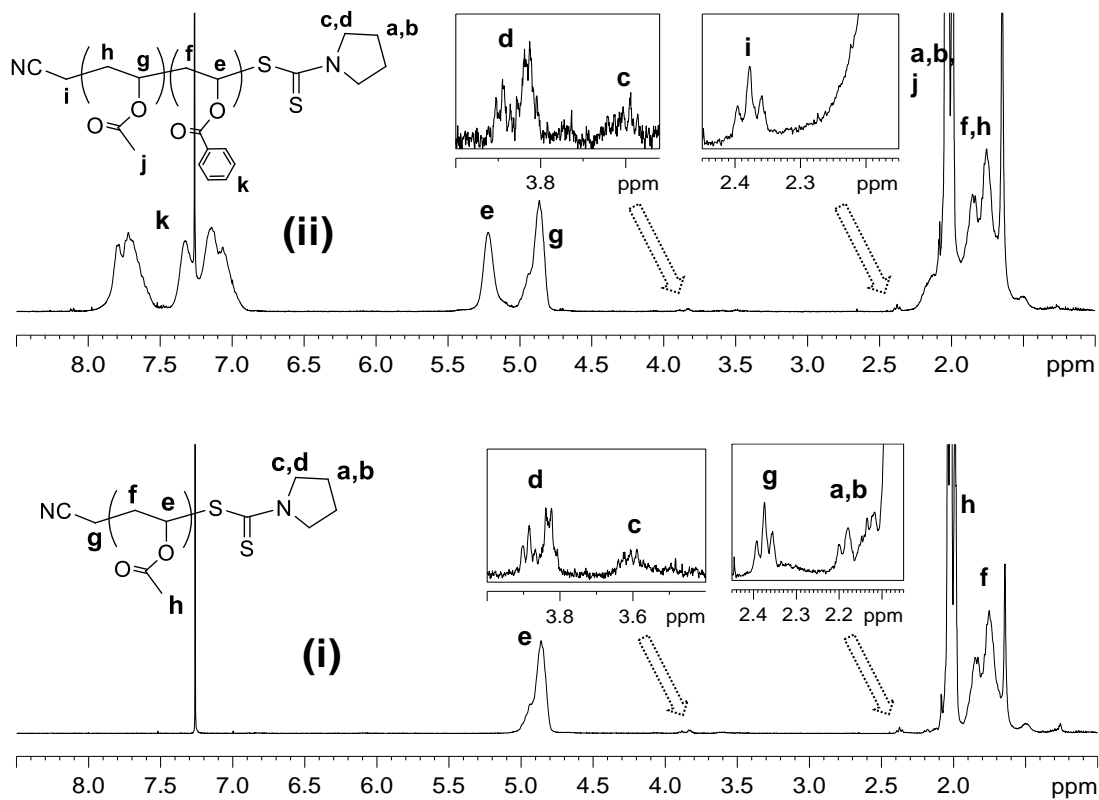 c,d
a,b
h
g
f
e
NC
S
N
i
O
O
S
O
O
j
k
(ii)
k
e
g
d
c
3.8 ppm
i
2.4 2.3 ppm
a,b,
j
f,h
8.0 7.5 7.0 6.5 6.0 5.5 5.0 4.5 4.0 3.5 3.0 2.5 2.0 ppm
c,d
a,b
f
e
NC
S
N
g
O
S
O
h
(i)
e
d
c
3.8 3.6 ppm
g
a,b
2.4 2.3 2.2 ppm
h
f
8.0 7.5 7.0 6.5 6.0 5.5 5.0 4.5 4.0 3.5 3.0 2.5 2.0 ppm